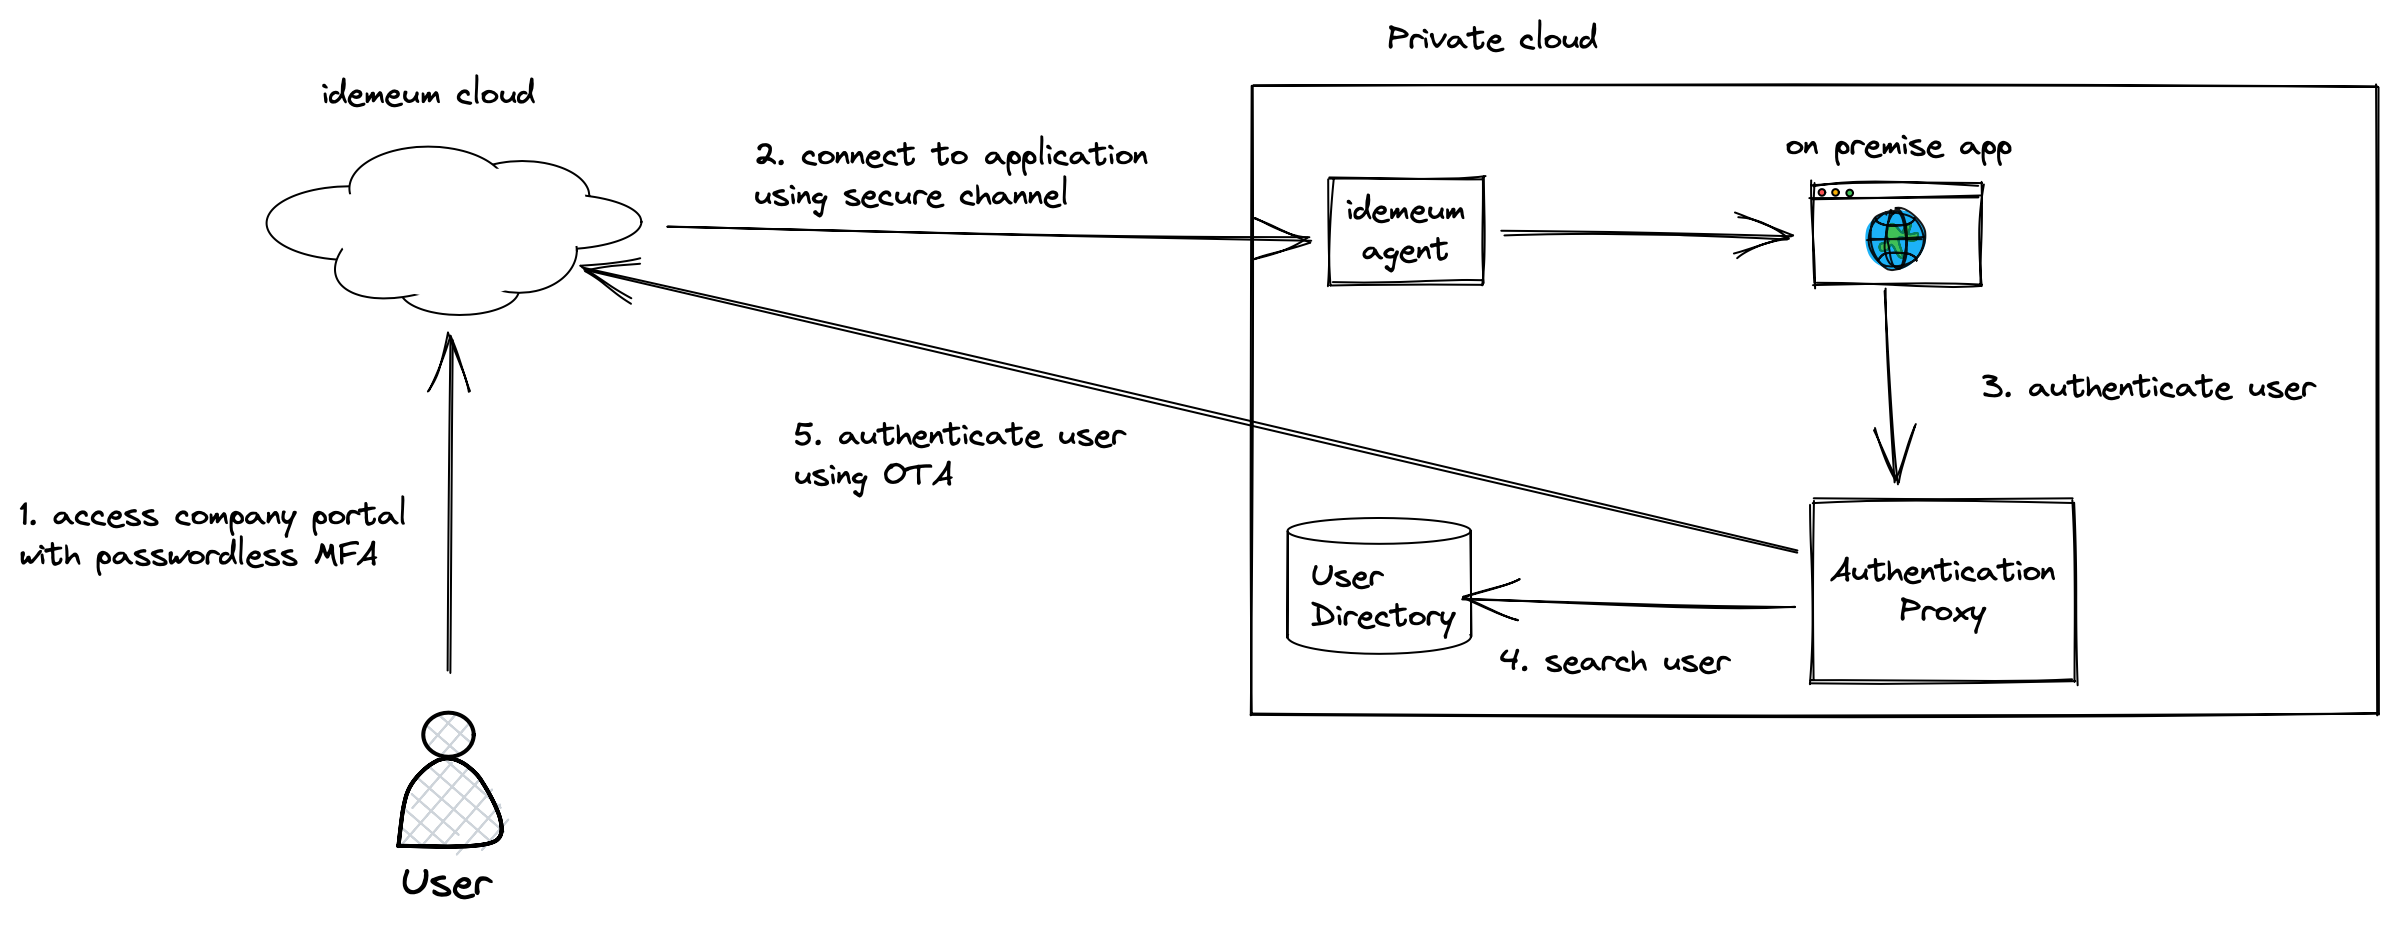 Private cloud
idemeum cloud
2. connect to application
using secure channel
on premise app
idemeum
agent
3. authenticate user
5. authenticate user
using OTA
1. access company portal
with passwordless MFA
User
Directory
Authentication
Proxy
4. search user
User